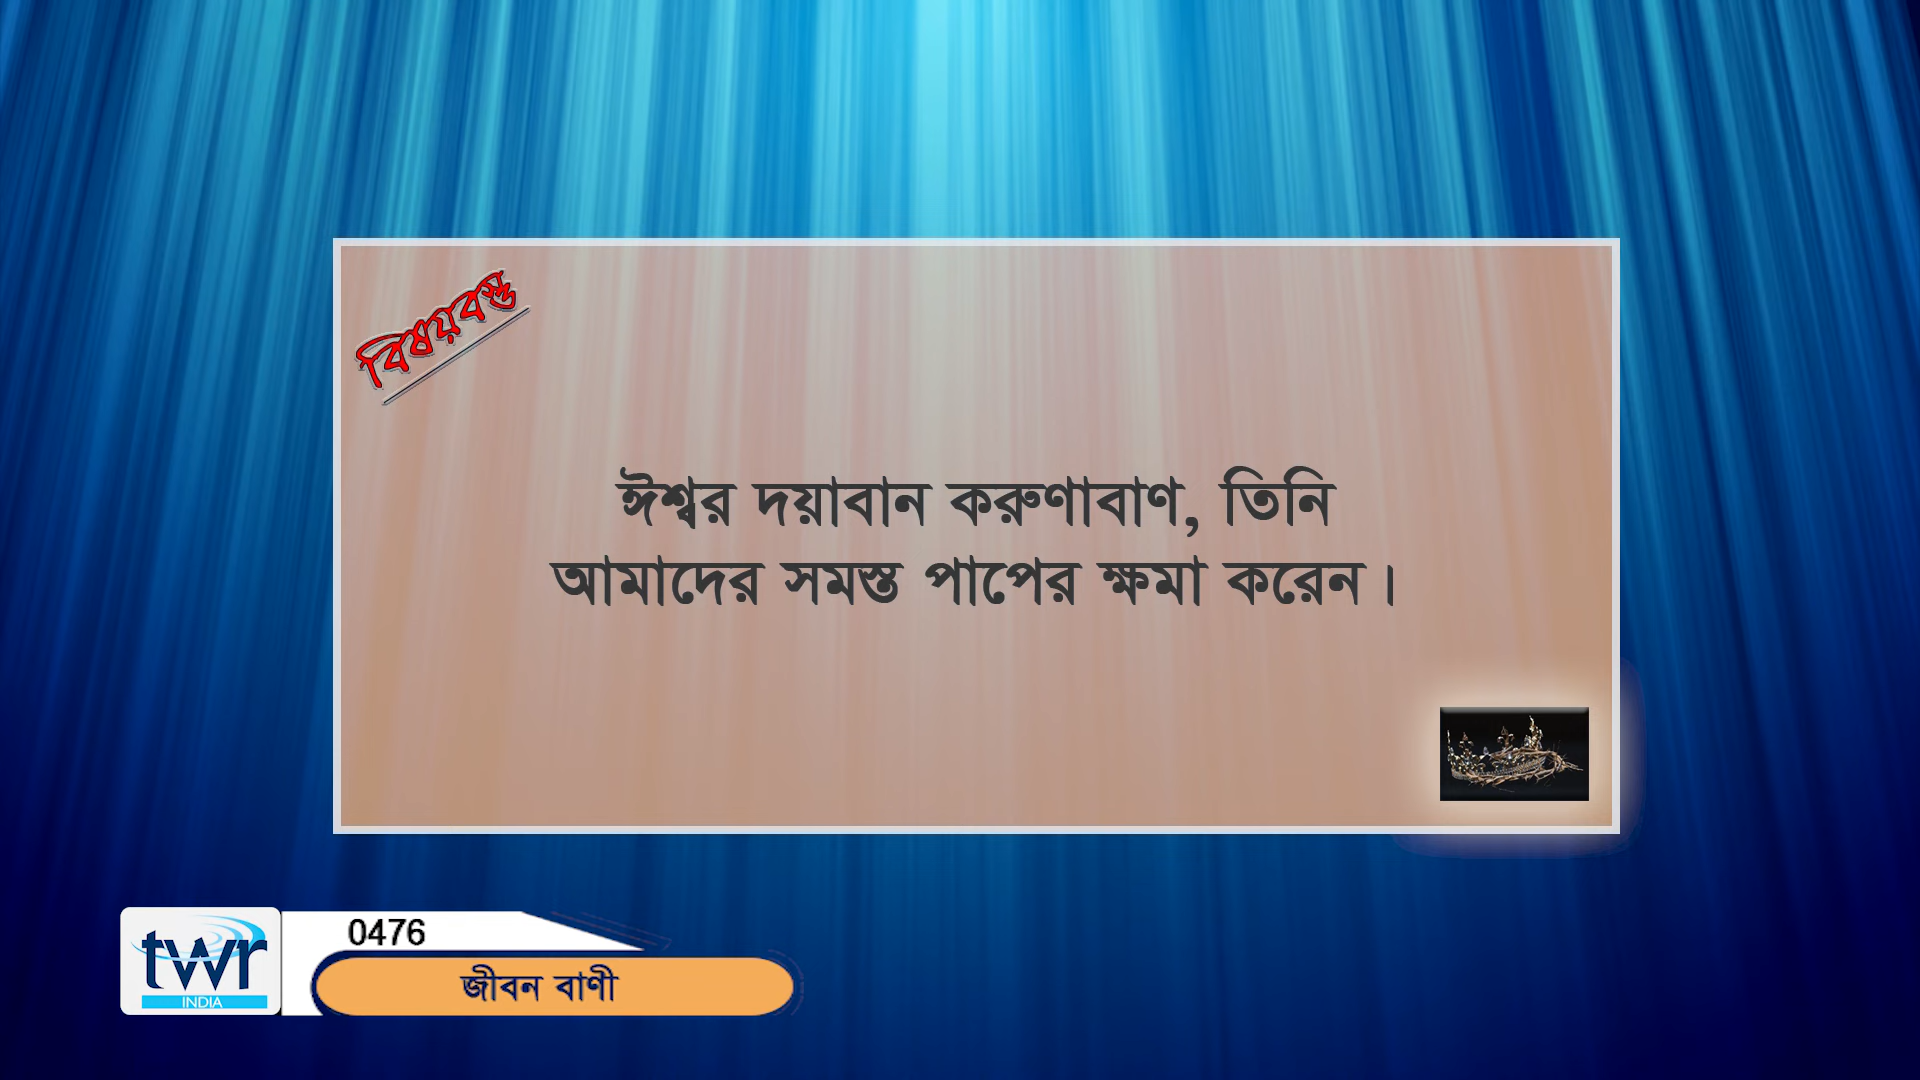 বিষয়বস্তু
ঈশ্বর দয়াবান করুণাবাণ, তিনি
আমাদের সমস্ত পাপের ক্ষমা করেন।
twr
INDIA
0476
জীবন বাণী